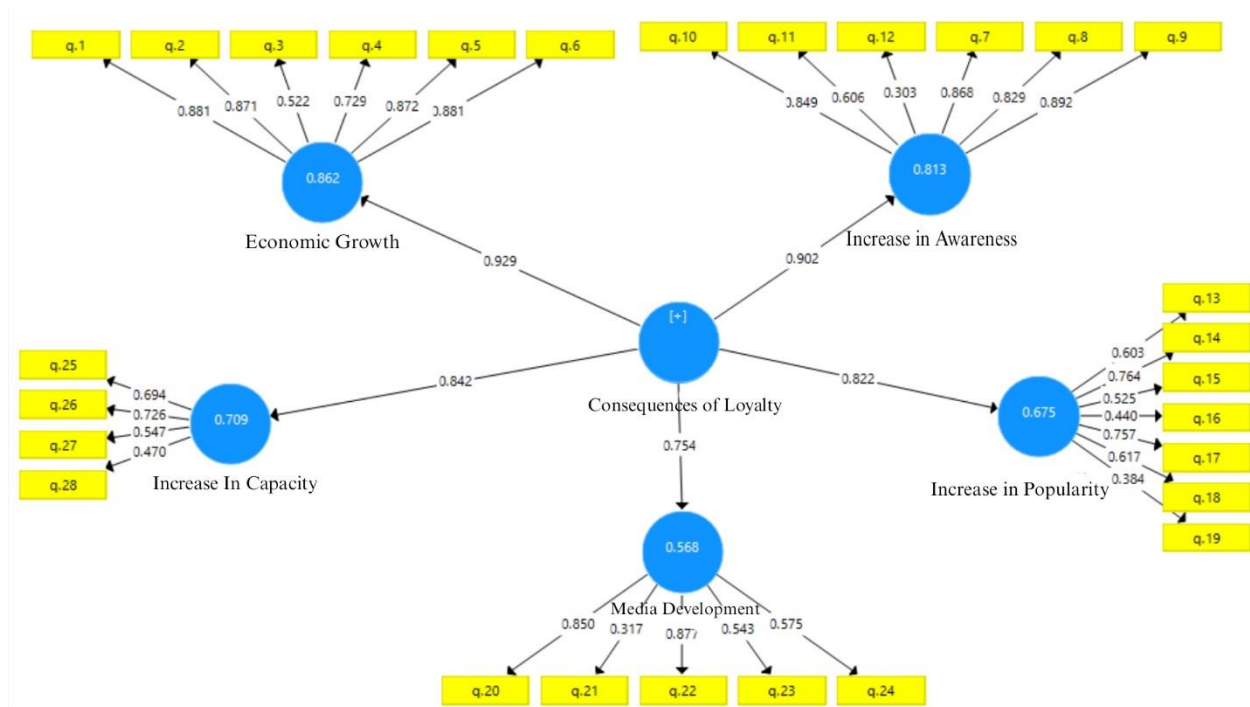 q.1 q.2 q.3 q.4 q.5 q.6
0.881 0.871 0.522 0.729 0.872 0.881
0.862
Economic Growth
q.10 q.11 q.12 q.7 q.8 q.9
0.849 0.606 0.303 0.868 0.829 0.892
0.813
Increase in Awareness
0.929
0.902
[+]
Consequences of Loyalty
0.842
0.822
0.754
q.25
q.26
q.27
q.28
0.694
0.726
0.547
0.470
0.709
Increase In Capacity
0.675
Increase in Popularity
0.603
0.764
0.525
0.440
0.757
0.617
0.384
q.13
q.14
q.15
q.16
q.17
q.18
q.19
0.568
Media Development
0.850 0.317 0.877 0.543 0.575
q.20 q.21 q.22 q.23 q.24